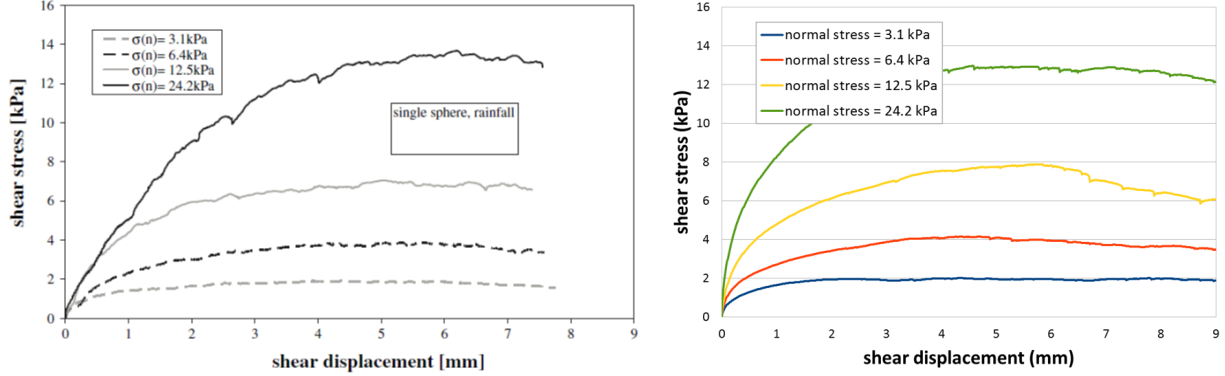 16
14
12
10
8
6
4
2
0
shear stress [kPa]
σ(n)= 3.1kPa
σ(n)= 6.4kPa
σ(n)= 12.5kPa
σ(n)= 24.2kPa
single sphere, rainfall
0 1 2 3 4 5 6 7 8 9
shear displacement [mm]
16
14
12
10
8
6
4
2
0
shear stress (kPa)
normal stress = 3.1 kPa
normal stress = 6.4 kPa
normal stress = 12.5 kPa
normal stress = 24.2 kPa
0 1 2 3 4 5 6 7 8 9
shear displacement (mm)